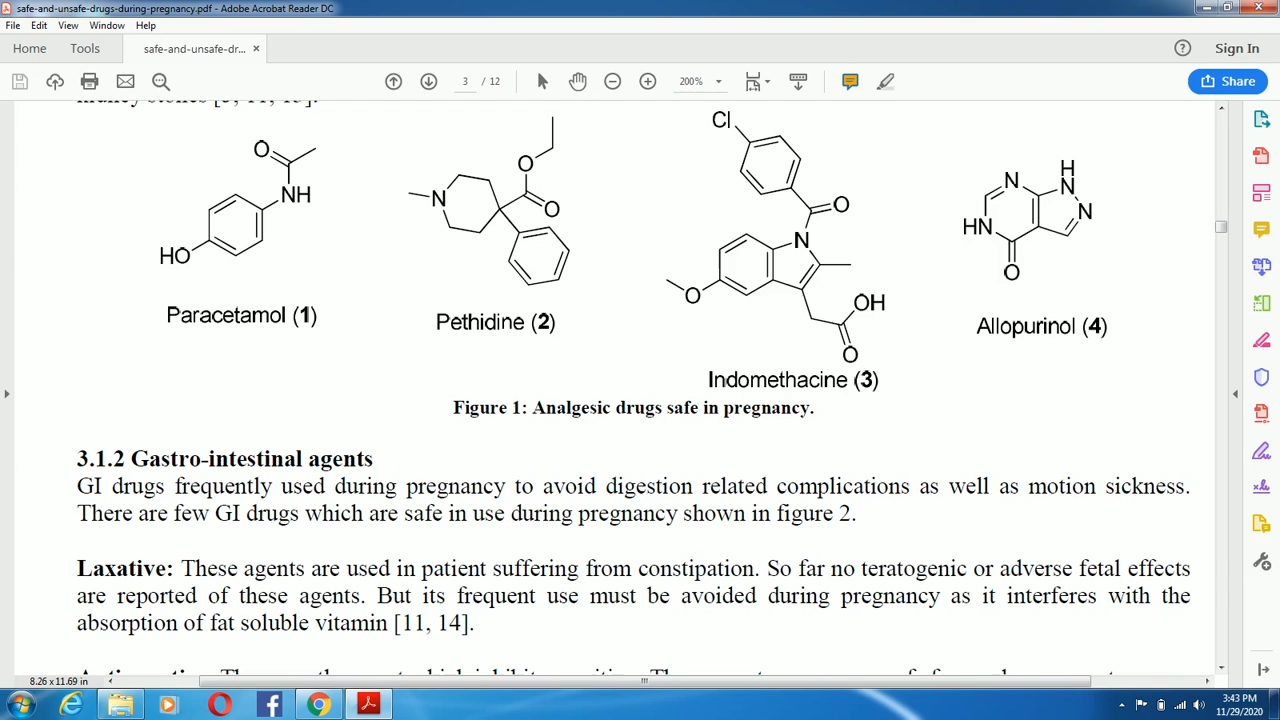 safe-and-unsafe-drugs-during-pregnancy.pdf - Adobe Acrobat Reader DC
File Edit View Window Help
Home Tools safe-and-unsafe-dr... × Sign In
3 / 12 200% Share
kidney stones [9, 11, 13].
O
NH
HO
Paracetamol (1)
O
O
N
Pethidine (2)
Cl
O
N
O
OH
O
Indomethacine (3)
H
N
N
N
HN
O
Allopurinol (4)
Figure 1: Analgesic drugs safe in pregnancy.
3.1.2 Gastro-intestinal agents
GI drugs frequently used during pregnancy to avoid digestion related complications as well as motion sickness.
There are few GI drugs which are safe in use during pregnancy shown in figure 2.
Laxative: These agents are used in patient suffering from constipation. So far no teratogenic or adverse fetal effects
are reported of these agents. But its frequent use must be avoided during pregnancy as it interferes with the
absorption of fat soluble vitamin [11, 14].
8.26 x 11.69 in
3:43 PM
11/29/2020